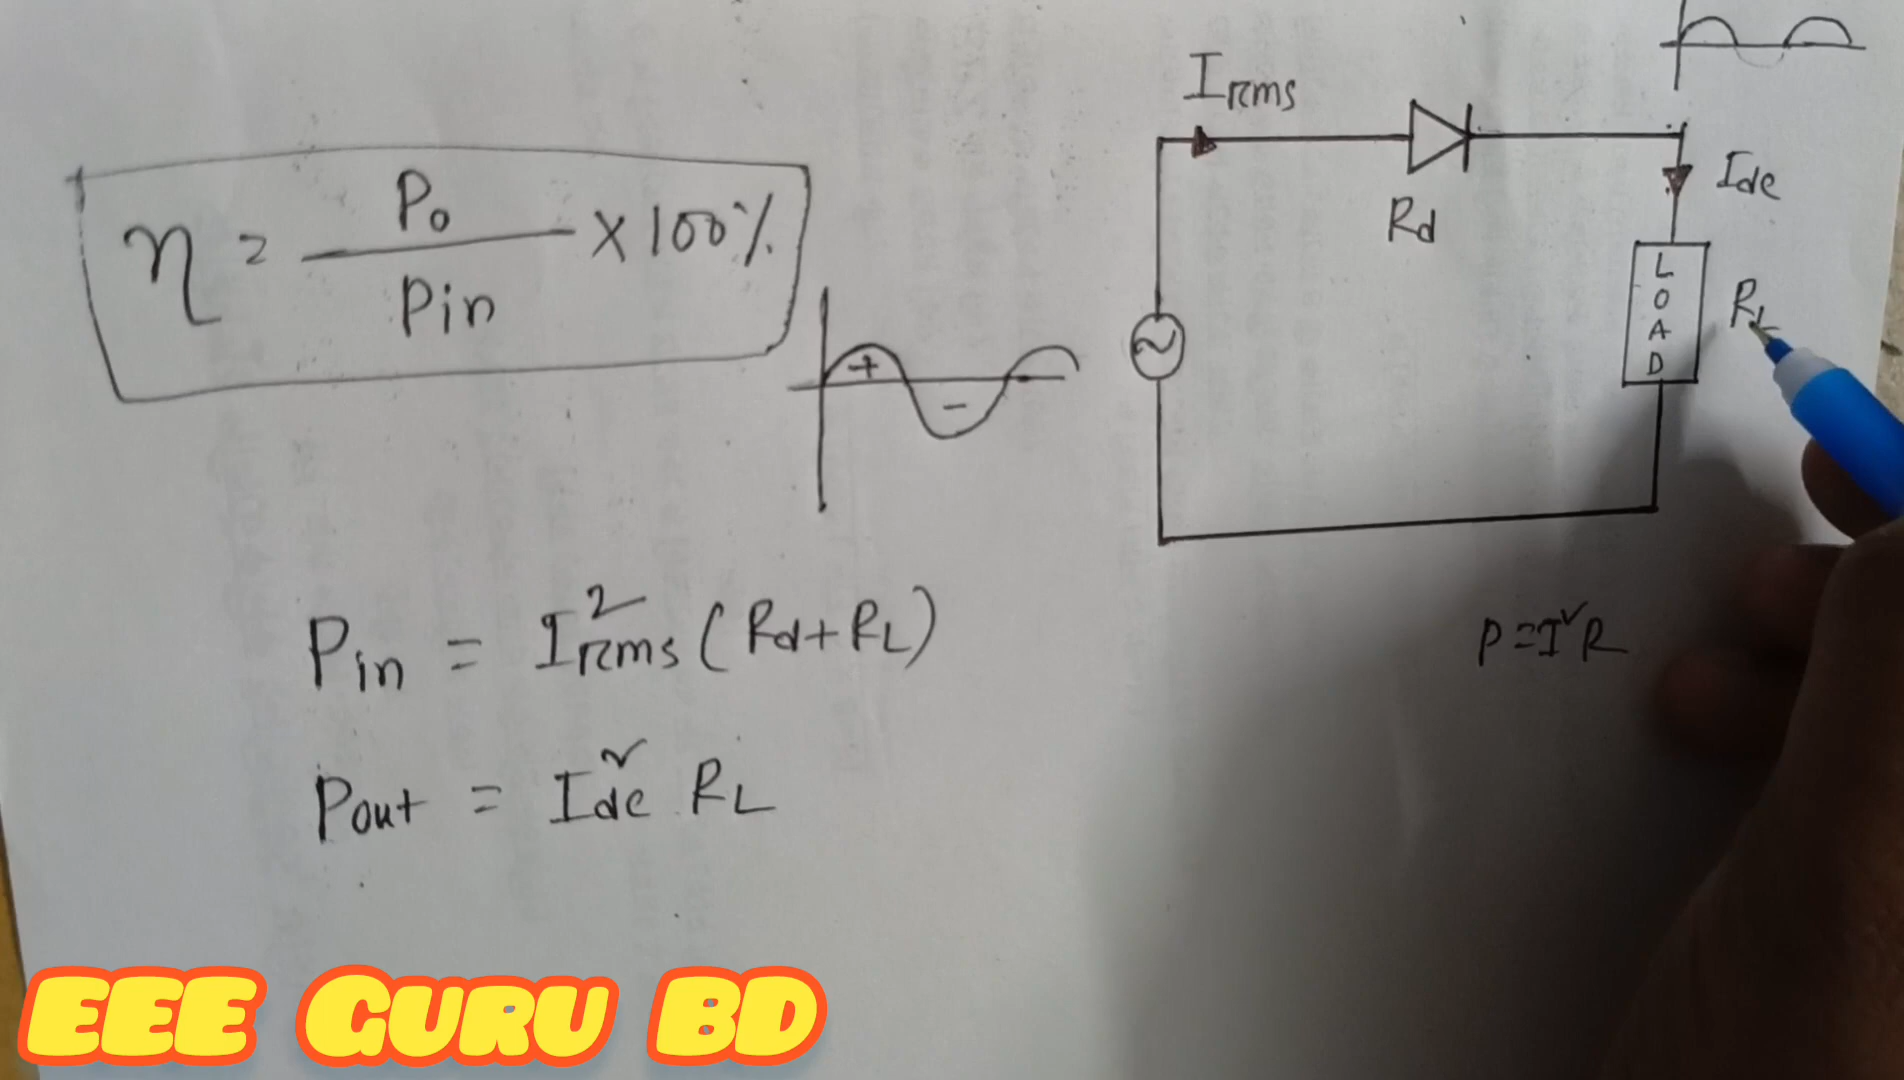 η = Po / Pin × 100%
Irms
Rd
Idc
LOAD
RL
+
-
Pin = I²rms (Rd + RL)
P = I²R
Pout = I²dc RL
EEE GURU BD